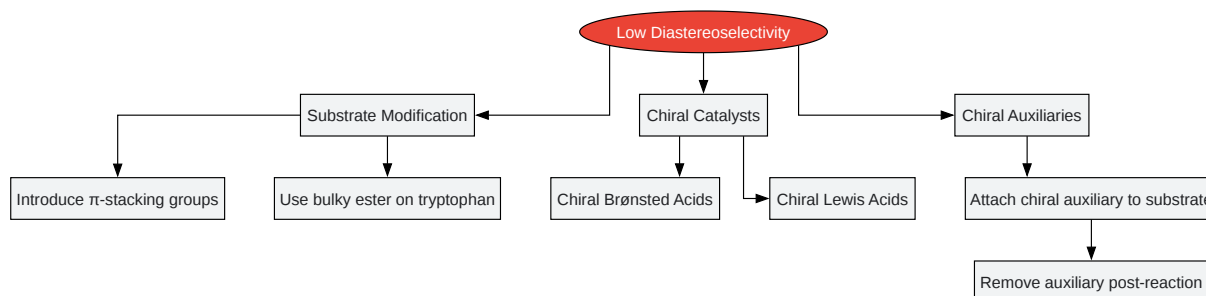 Low Diastereoselectivity
Substrate Modification
Chiral Catalysts
Chiral Auxiliaries
Introduce π-stacking groups
Use bulky ester on tryptophan
Chiral Brønsted Acids
Chiral Lewis Acids
Attach chiral auxiliary to substrate
Remove auxiliary post-reaction